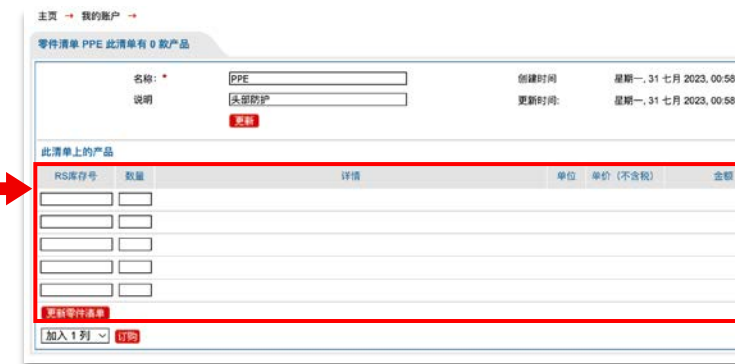 主页 → 我的账户 →
零件清单 PPE 此清单有 0 款产品
名称: * PPE 创建时间 星期一, 31 七月 2023, 00:58
说明 头部防护 更新时间: 星期一, 31 七月 2023, 00:58
更新
此清单上的产品
RS库存号 数量 详情 单位 单价（不含税） 金额
更新零件清单
加入 1 列 订购